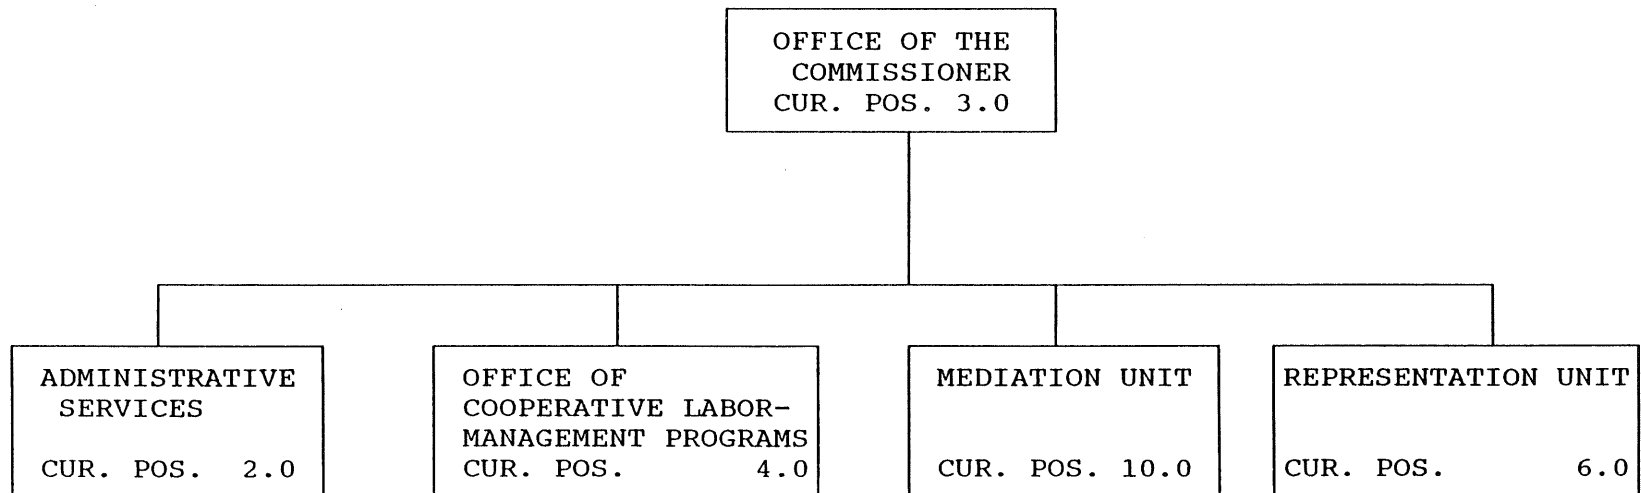 OFFICE OF THE
COMMISSIONER
CUR. POS. 3.0
ADMINISTRATIVE
SERVICES
CUR. POS. 2.0
OFFICE OF
COOPERATIVE LABOR-
MANAGEMENT PROGRAMS
CUR. POS. 4.0
MEDIATION UNIT
CUR. POS. 10.0
REPRESENTATION UNIT
CUR. POS. 6.0